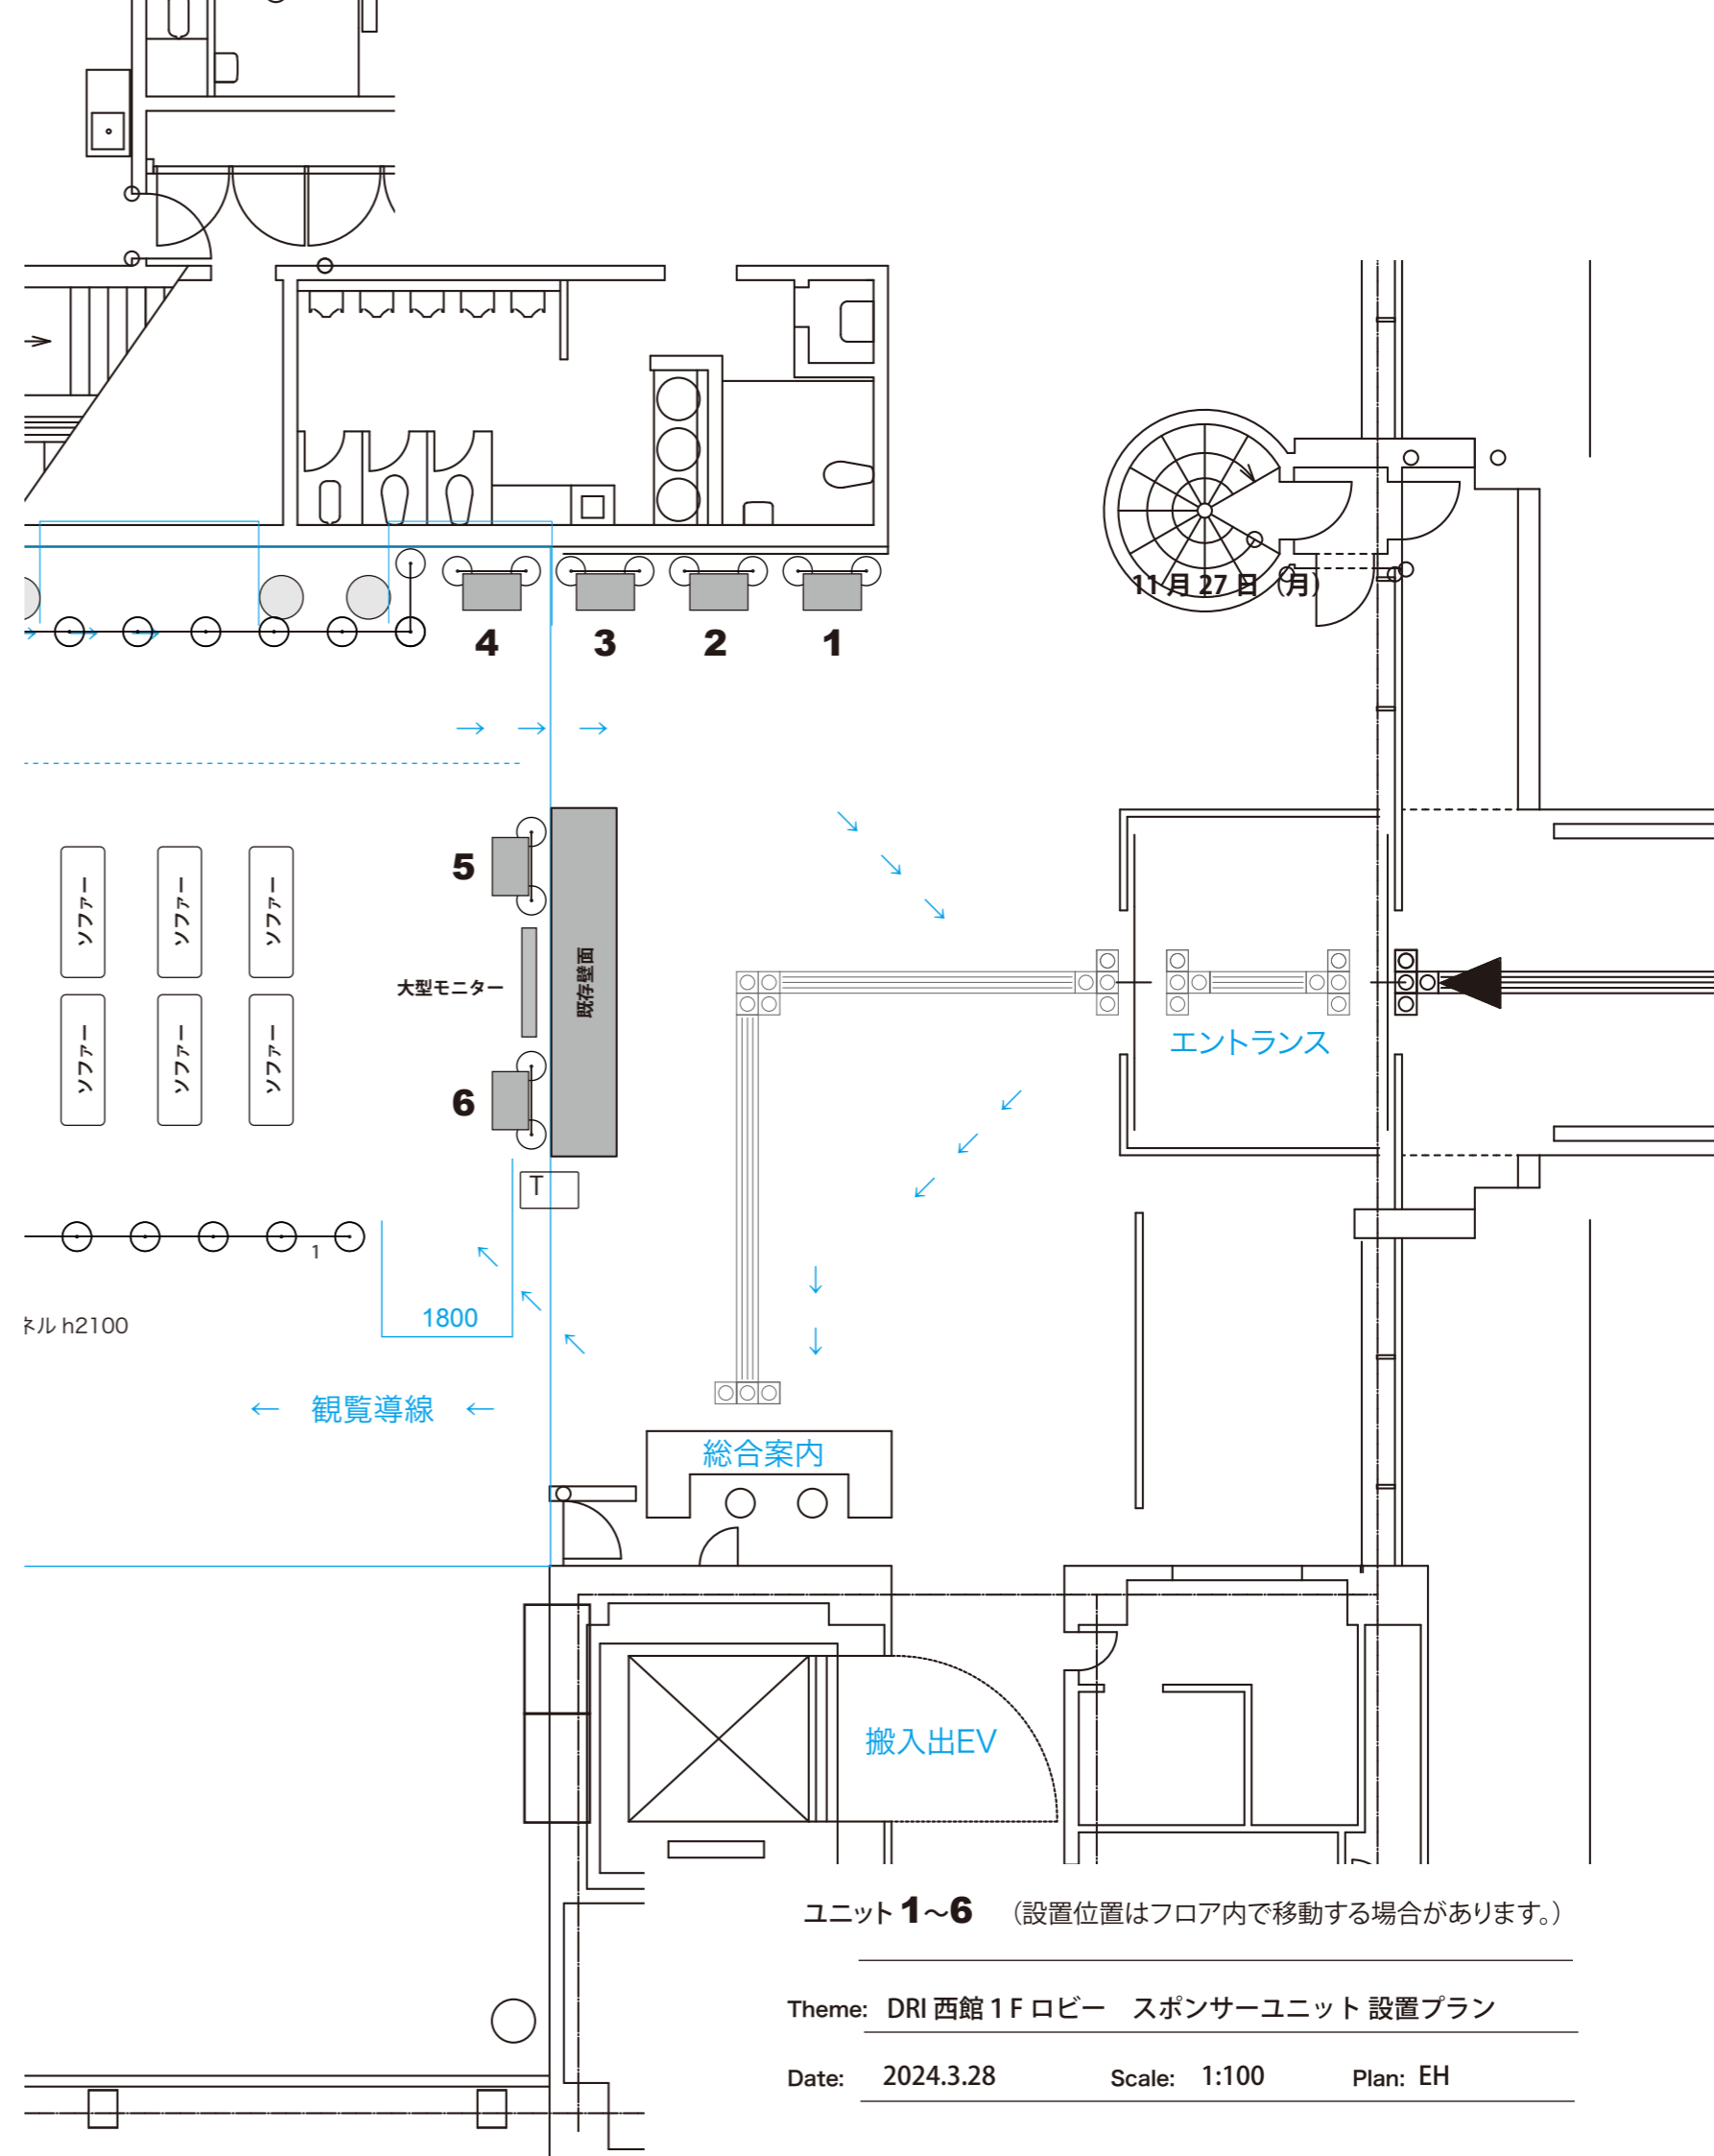 11月27日（月）
4
3
2
1
5
ソファー
ソファー
ソファー
大型モニター
既存壁面
エントランス
6
ソファー
ソファー
ソファー
T
1
1800
ネル h2100
← 観覧導線 ←
総合案内
搬入出EV
ユニット 1～6 （設置位置はフロア内で移動する場合があります。）
Theme: DRI 西館 1 F ロビー　スポンサーユニット 設置プラン
Date: 2024.3.28 Scale: 1:100 Plan: EH